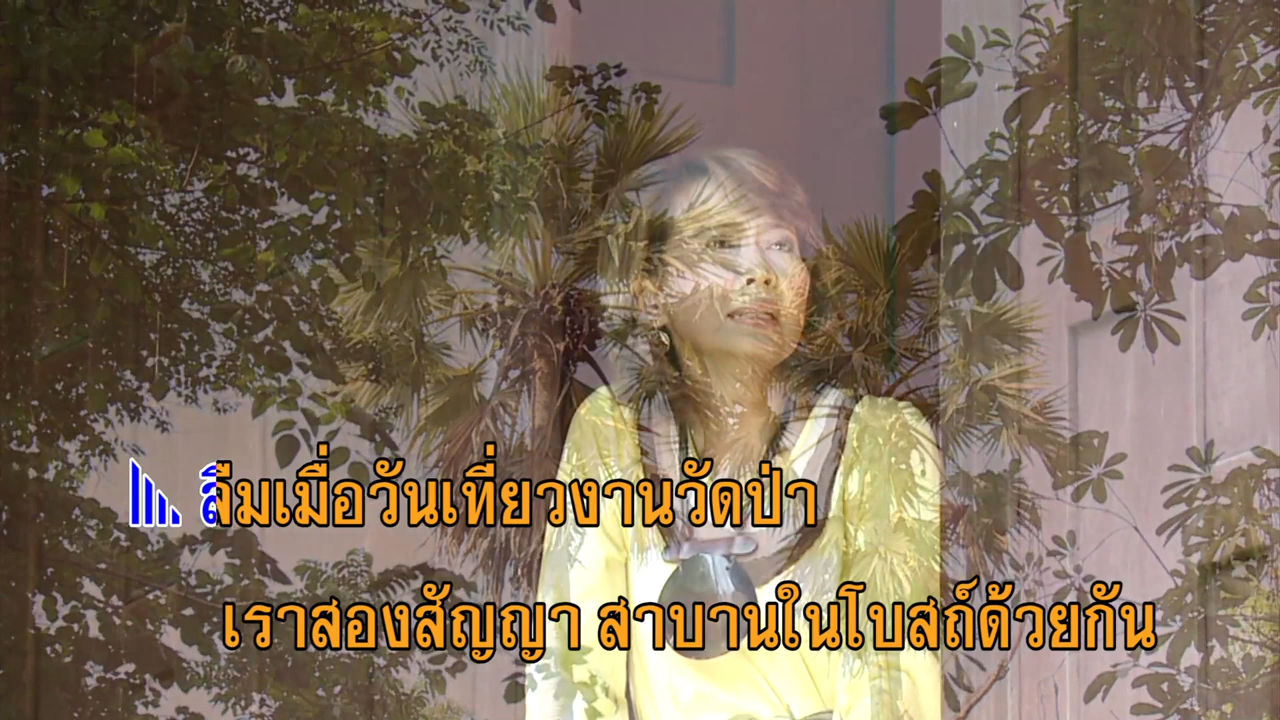 ลืมเมื่อวันเที่ยวงานวัดป่า
เราสองสัญญา สาบานในโบสถ์ด้วยกัน